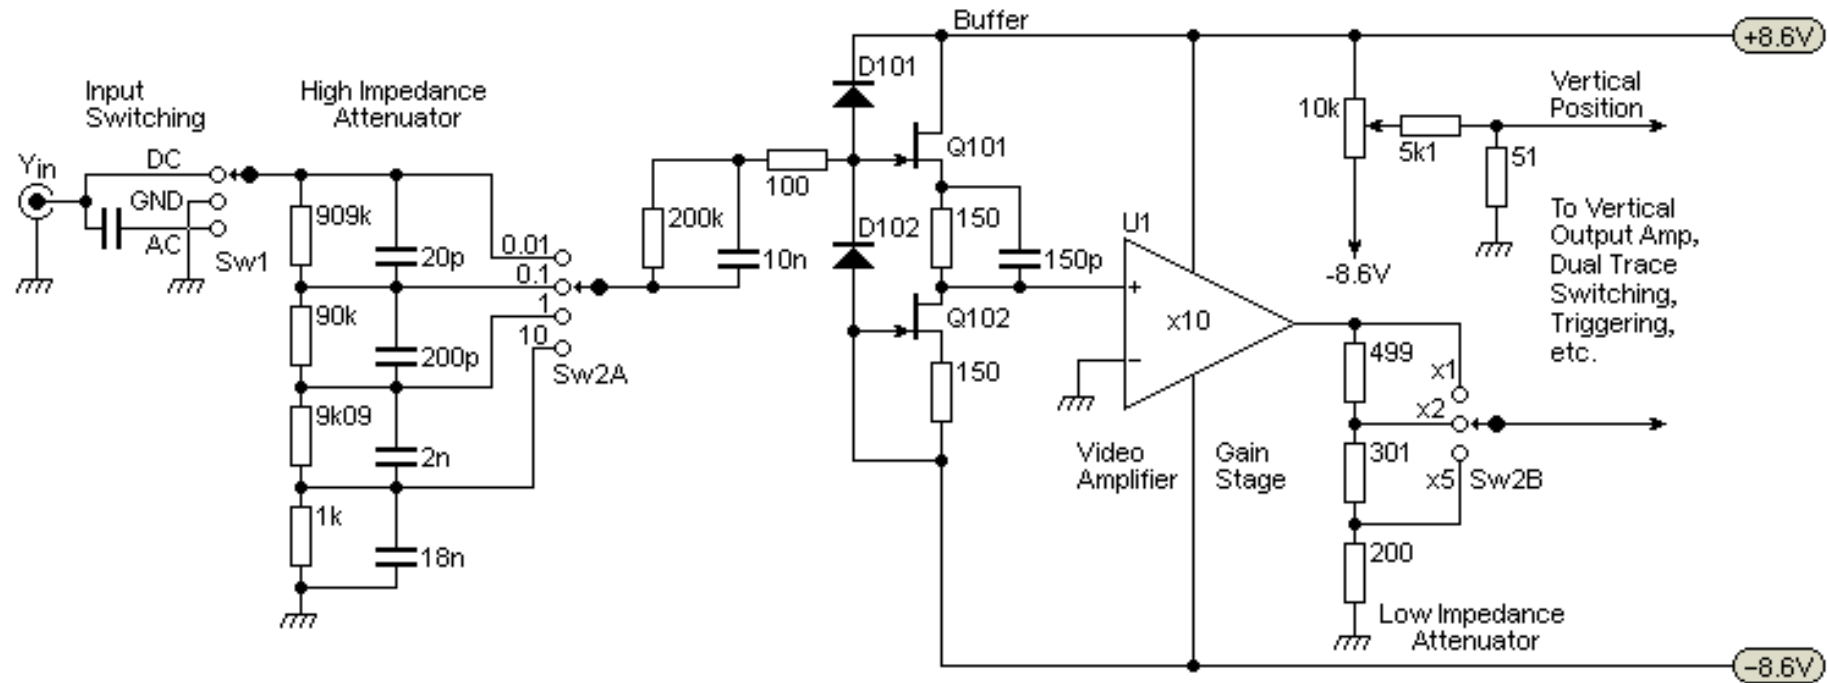 Buffer
+8.6V
D101
Input
Switching
High Impedance
Attenuator
Vertical
Position
10k
Q101
5k1
51
Yin
DC
GND
AC
Sw1
100
909k
200k
150
D102
U1
To Vertical
Output Amp,
Dual Trace
Switching,
Triggering,
etc.
0.01
20p
10n
150p
-8.6V
0.1
+
1
90k
Q102
x10
10
200p
Sw2A
150
−
499
x1
x2
9k09
2n
Video
Amplifier
Gain
Stage
301
x5
Sw2B
1k
18n
200
Low Impedance
Attenuator
−8.6V